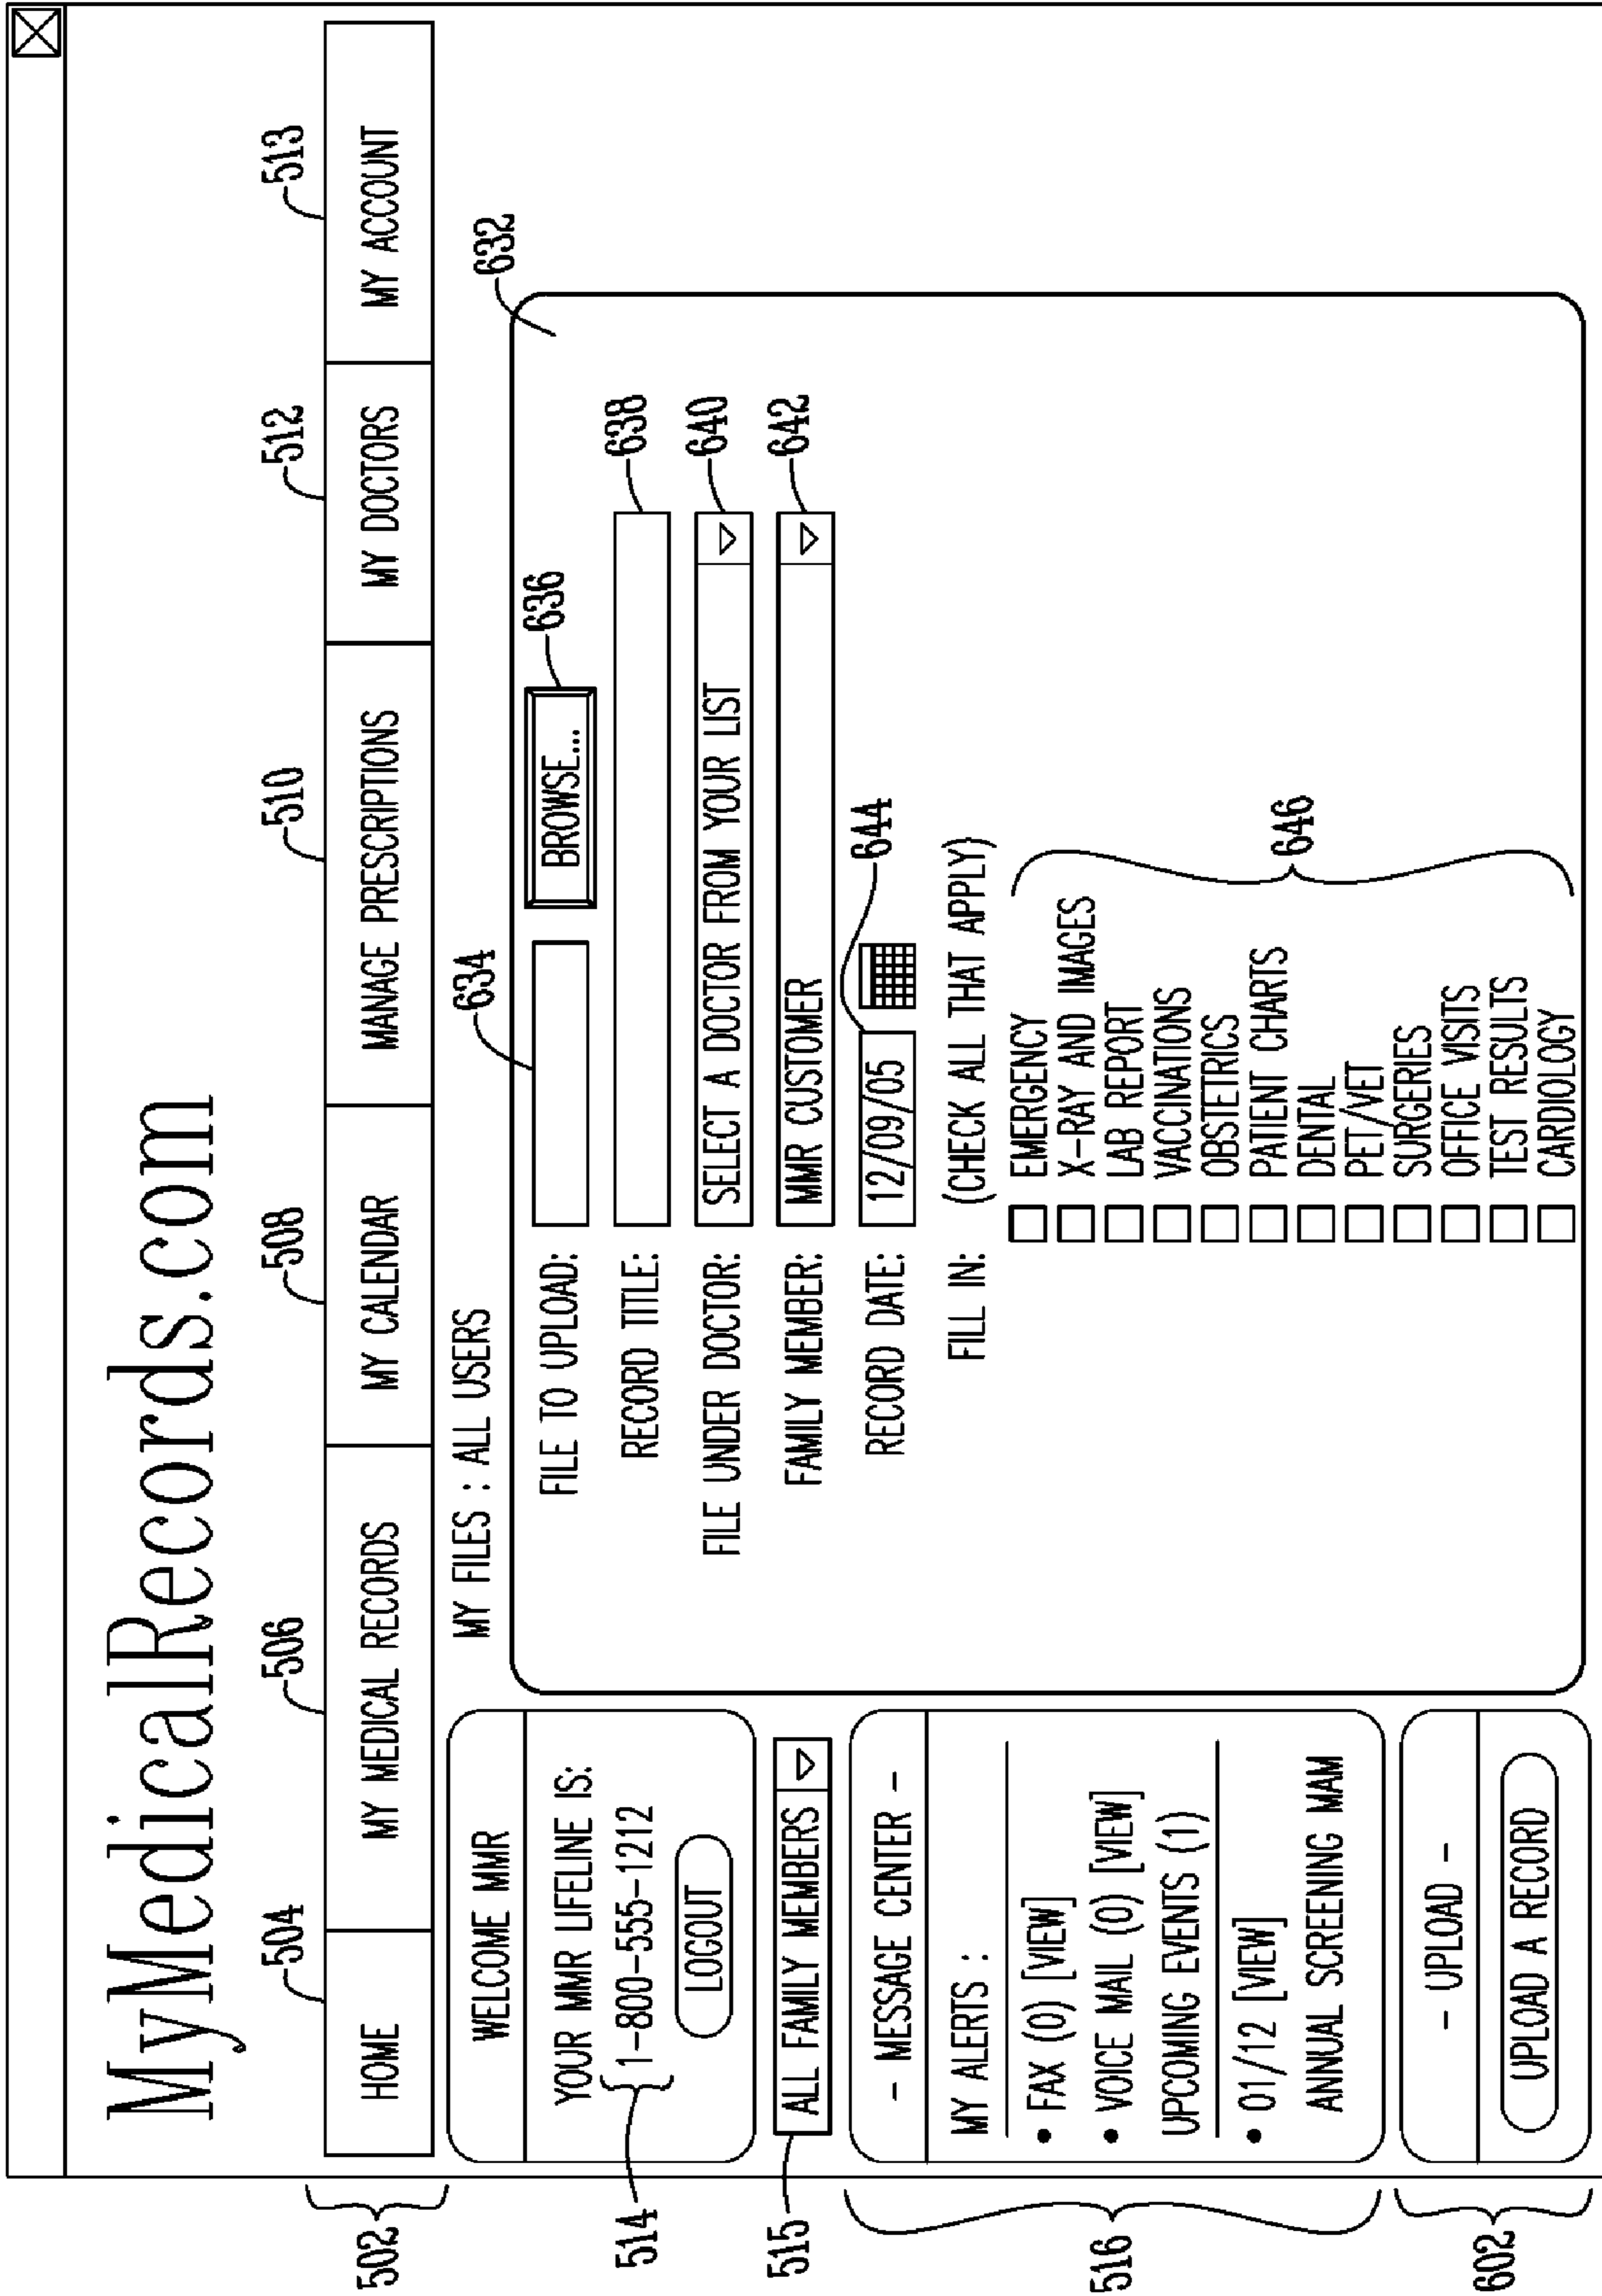 MyMedicalRecords.com
504 506 508 510 512 513
502
HOME MY MEDICAL RECORDS MY CALENDAR MANAGE PRESCRIPTIONS MY DOCTORS MY ACCOUNT
WELCOME MMR
YOUR MMR LIFELINE IS:
514
1-800-555-1212
LOGOUT
515
ALL FAMILY MEMBERS
516
- MESSAGE CENTER -
MY ALERTS :
• FAX (0) [VIEW]
• VOICE MAIL (0) [VIEW]
UPCOMING EVENTS (1)
• 01/12 [VIEW]
ANNUAL SCREENING MAM
602
- UPLOAD -
UPLOAD A RECORD
MY FILES : ALL USERS
632
634 636
FILE TO UPLOAD: BROWSE...
RECORD TITLE: 638
FILE UNDER DOCTOR: SELECT A DOCTOR FROM YOUR LIST 640
FAMILY MEMBER: MMR CUSTOMER 642
RECORD DATE: 12/09/05 644
FILL IN: (CHECK ALL THAT APPLY)
EMERGENCY
X-RAY AND IMAGES
LAB REPORT
VACCINATIONS
OBSTETRICS
PATIENT CHARTS
DENTAL
PET/VET
SURGERIES
OFFICE VISITS
TEST RESULTS
CARDIOLOGY
646